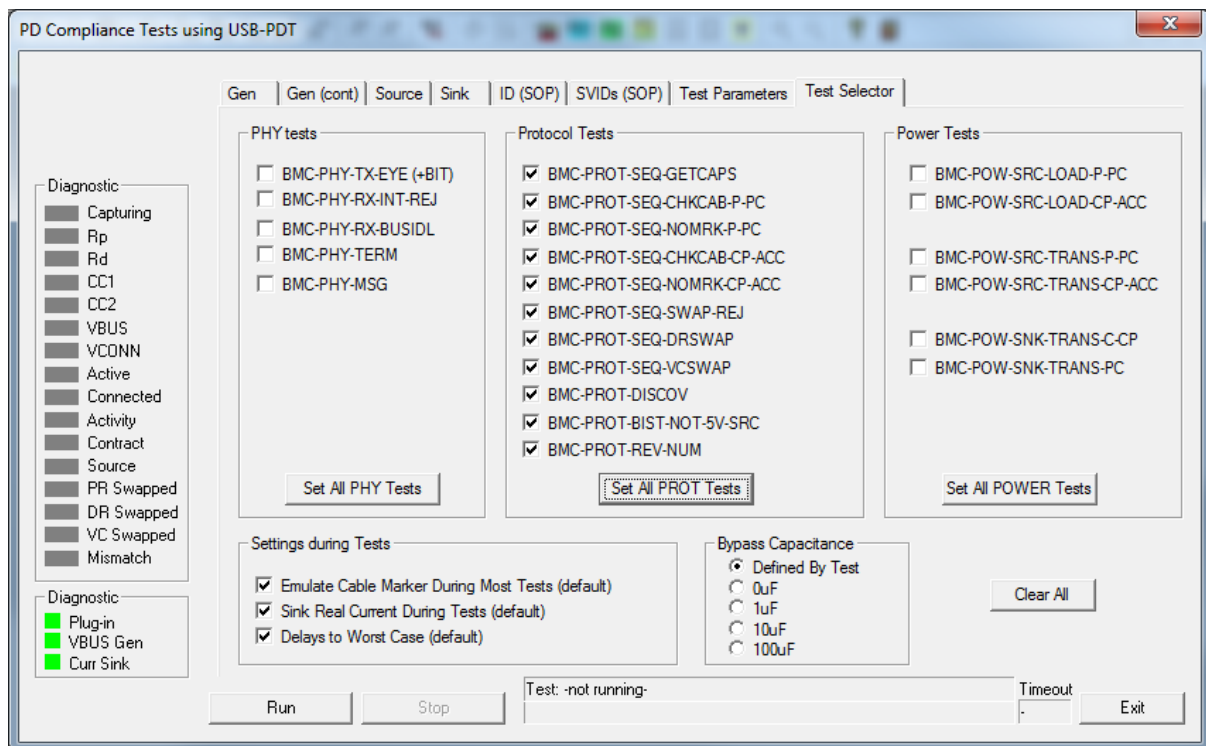 PD Compliance Tests using USB-PDT
Gen
Gen (cont)
Source
Sink
ID (SOP)
SVIDs (SOP)
Test Parameters
Test Selector
Diagnostic
Capturing
Rp
Rd
CC1
CC2
VBUS
VCONN
Active
Connected
Activity
Contract
Source
PR Swapped
DR Swapped
VC Swapped
Mismatch
Diagnostic
Plug-in
VBUS Gen
Curr Sink
PHY tests
BMC-PHY-TX-EYE (+BIT)
BMC-PHY-RX-INT-REJ
BMC-PHY-RX-BUSIDL
BMC-PHY-TERM
BMC-PHY-MSG
Set All PHY Tests
Protocol Tests
BMC-PROT-SEQ-GETCAPS
BMC-PROT-SEQ-CHKCAB-P-PC
BMC-PROT-SEQ-NOMRK-P-PC
BMC-PROT-SEQ-CHKCAB-CP-ACC
BMC-PROT-SEQ-NOMRK-CP-ACC
BMC-PROT-SEQ-SWAP-REJ
BMC-PROT-SEQ-DRSWAP
BMC-PROT-SEQ-VCSWAP
BMC-PROT-DISCOV
BMC-PROT-BIST-NOT-5V-SRC
BMC-PROT-REV-NUM
Set All PROT Tests
Power Tests
BMC-POW-SRC-LOAD-P-PC
BMC-POW-SRC-LOAD-CP-ACC
BMC-POW-SRC-TRANS-P-PC
BMC-POW-SRC-TRANS-CP-ACC
BMC-POW-SNK-TRANS-C-CP
BMC-POW-SNK-TRANS-PC
Set All POWER Tests
Settings during Tests
Emulate Cable Marker During Most Tests (default)
Sink Real Current During Tests (default)
Delays to Worst Case (default)
Bypass Capacitance
Defined By Test
0uF
1uF
10uF
100uF
Clear All
Run
Stop
Test: -not running-
Timeout
-
Exit